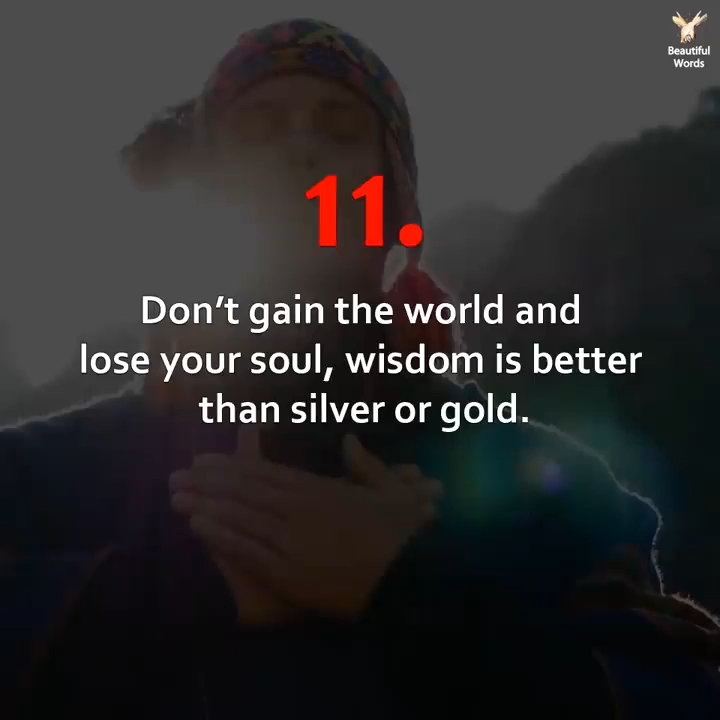 Beautiful
Words
11.
Don’t gain the world and
lose your soul, wisdom is better
than silver or gold.